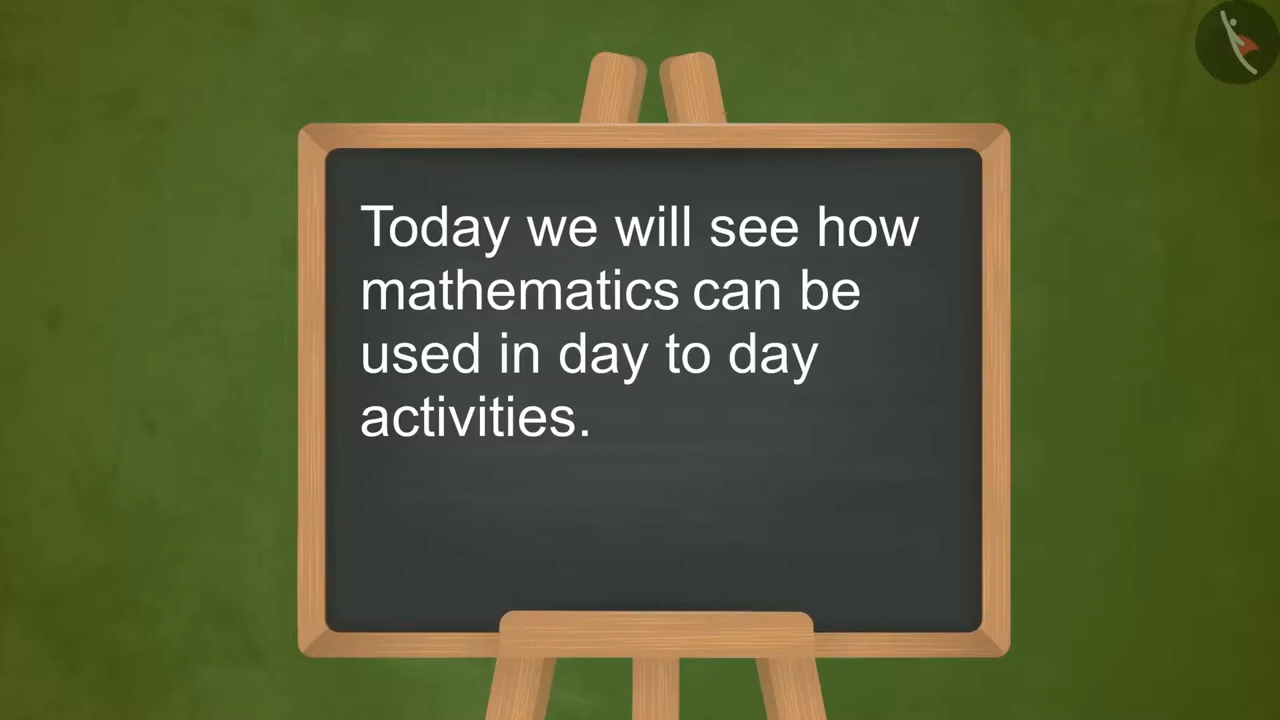 Today we will see how
mathematics can be
used in day to day
activities.